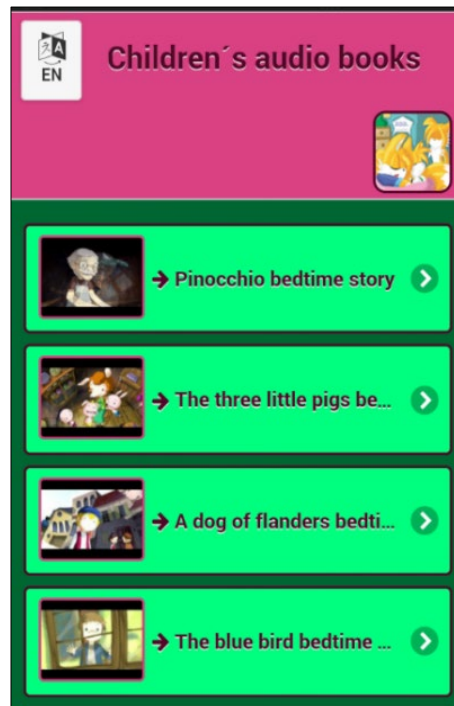 EN
Children´s audio books
Pinocchio bedtime story
The three little pigs be...
A dog of flanders bedti...
The blue bird bedtime ...